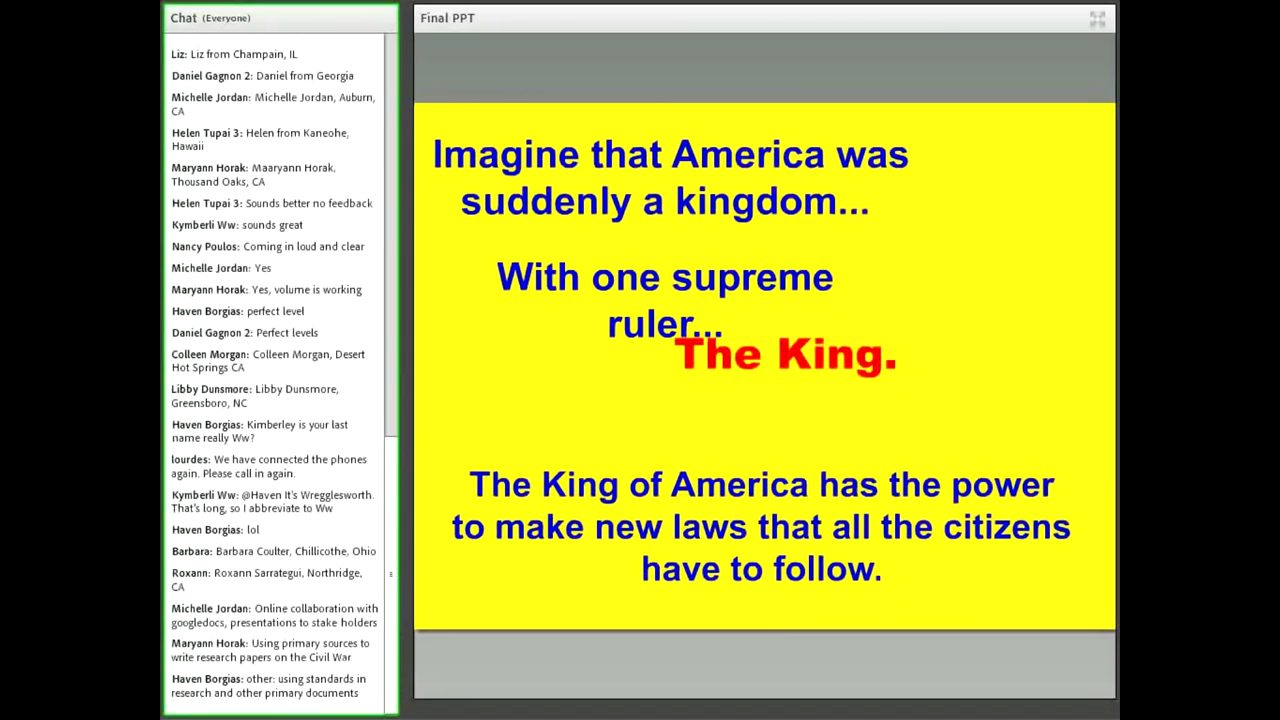 Chat (Everyone)
Liz: Liz from Champain, IL
Daniel Gagnon 2: Daniel from Georgia
Michelle Jordan: Michelle Jordan, Auburn,
CA
Helen Tupai 3: Helen from Kaneohe,
Hawaii
Maryann Horak: Maaryann Horak,
Thousand Oaks, CA
Helen Tupai 3: Sounds better no feedback
Kymberli Ww: sounds great
Nancy Poulos: Coming in loud and clear
Michelle Jordan: Yes
Maryann Horak: Yes, volume is working
Haven Borgias: perfect level
Daniel Gagnon 2: Perfect levels
Colleen Morgan: Colleen Morgan, Desert
Hot Springs CA
Libby Dunsmore: Libby Dunsmore,
Greensboro, NC
Haven Borgias: Kimberley is your last
name really Ww?
lourdes: We have connected the phones
again. Please call in again.
Kymberli Ww: @Haven It's Wregglesworth.
That's long, so I abbreviate to Ww
Haven Borgias: lol
Barbara: Barbara Coulter, Chillicothe, Ohio
Roxann: Roxann Sarrategui, Northridge,
CA
Michelle Jordan: Online collaboration with
googledocs, presentations to stake holders
Maryann Horak: Using primary sources to
write research papers on the Civil War
Haven Borgias: other: using standards in
research and other primary documents
Final PPT
Imagine that America was
suddenly a kingdom...
With one supreme
ruler...
The King.
The King of America has the power
to make new laws that all the citizens
have to follow.